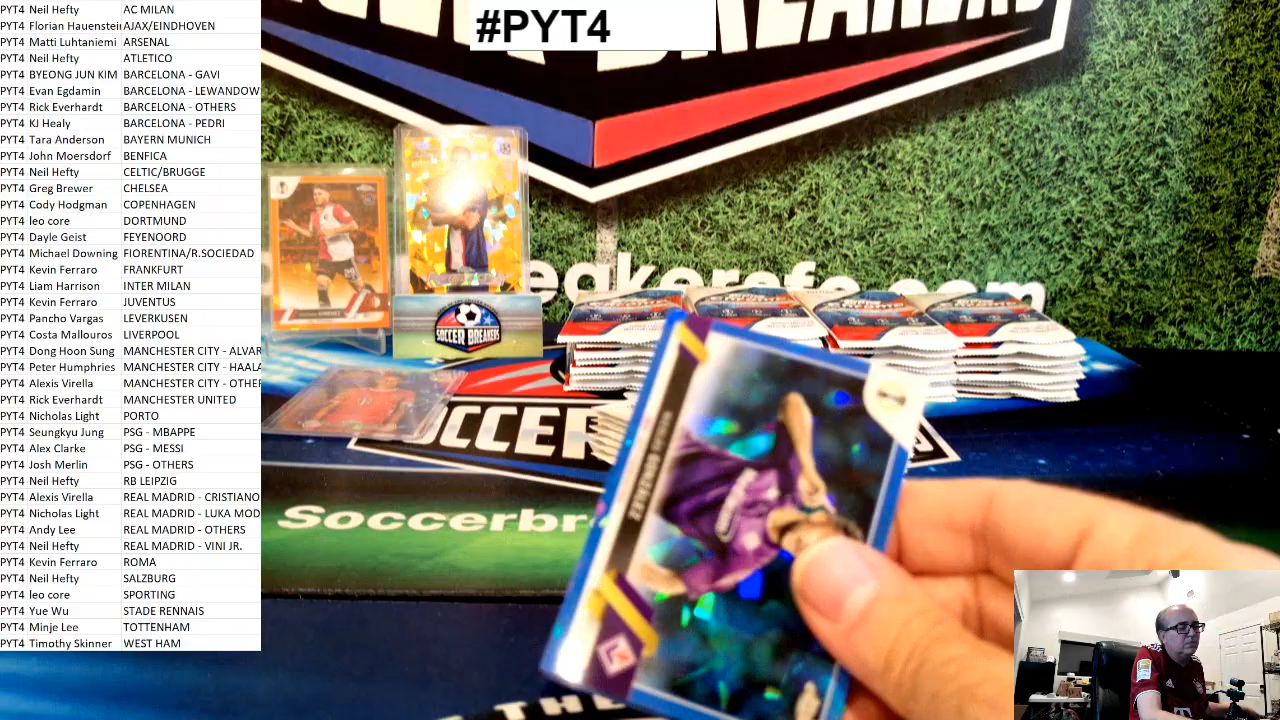 #PYT4
PYT4 Neil Hefty AC MILAN
PYT4 Florian Hauenstein AJAX/EINDHOVEN
PYT4 Matti Luhtaniemi ARSENAL
PYT4 Neil Hefty ATLETICO
PYT4 BYEONG JUN KIM BARCELONA - GAVI
PYT4 Evan Egdamin BARCELONA - LEWANDOW
PYT4 Rick Everhardt BARCELONA - OTHERS
PYT4 KJ Healy BARCELONA - PEDRI
PYT4 Tara Anderson BAYERN MUNICH
PYT4 John Moersdorf BENFICA
PYT4 Neil Hefty CELTIC/BRUGGE
PYT4 Greg Brewer CHELSEA
PYT4 Cody Hodgman COPENHAGEN
PYT4 leo core DORTMUND
PYT4 Dayle Geist FEYENOORD
PYT4 Michael Downing FIORENTINA/R.SOCIEDAD
PYT4 Kevin Ferraro FRANKFURT
PYT4 Liam Harrison INTER MILAN
PYT4 Kevin Ferraro JUVENTUS
PYT4 Juan Vargas LEVERKUSEN
PYT4 Costa Douvaros LIVERPOOL
PYT4 Dong Hoon Sung MANCHESTER CITY - ALVAR
PYT4 Peter Humphries MANCHESTER CITY - HAALA
PYT4 Alexis Virella MANCHESTER CITY - OTHER
PYT4 Rick Everhardt MANCHESTER UNITED
PYT4 Nicholas Light PORTO
PYT4 Seungkyu Jung PSG - MBAPPE
PYT4 Alex Clarke PSG - MESSI
PYT4 Josh Merlin PSG - OTHERS
PYT4 Neil Hefty RB LEIPZIG
PYT4 Alexis Virella REAL MADRID - CRISTIANO
PYT4 Nicholas Light REAL MADRID - LUKA MOD
PYT4 Andy Lee REAL MADRID - OTHERS
PYT4 Neil Hefty REAL MADRID - VINI JR.
PYT4 Kevin Ferraro ROMA
PYT4 Neil Hefty SALZBURG
PYT4 leo core SPORTING
PYT4 Yue Wu STADE RENNAIS
PYT4 Minje Lee TOTTENHAM
PYT4 Timothy Skinner WEST HAM
SOCCER BREAKERS
SOCCER
Soccerbr